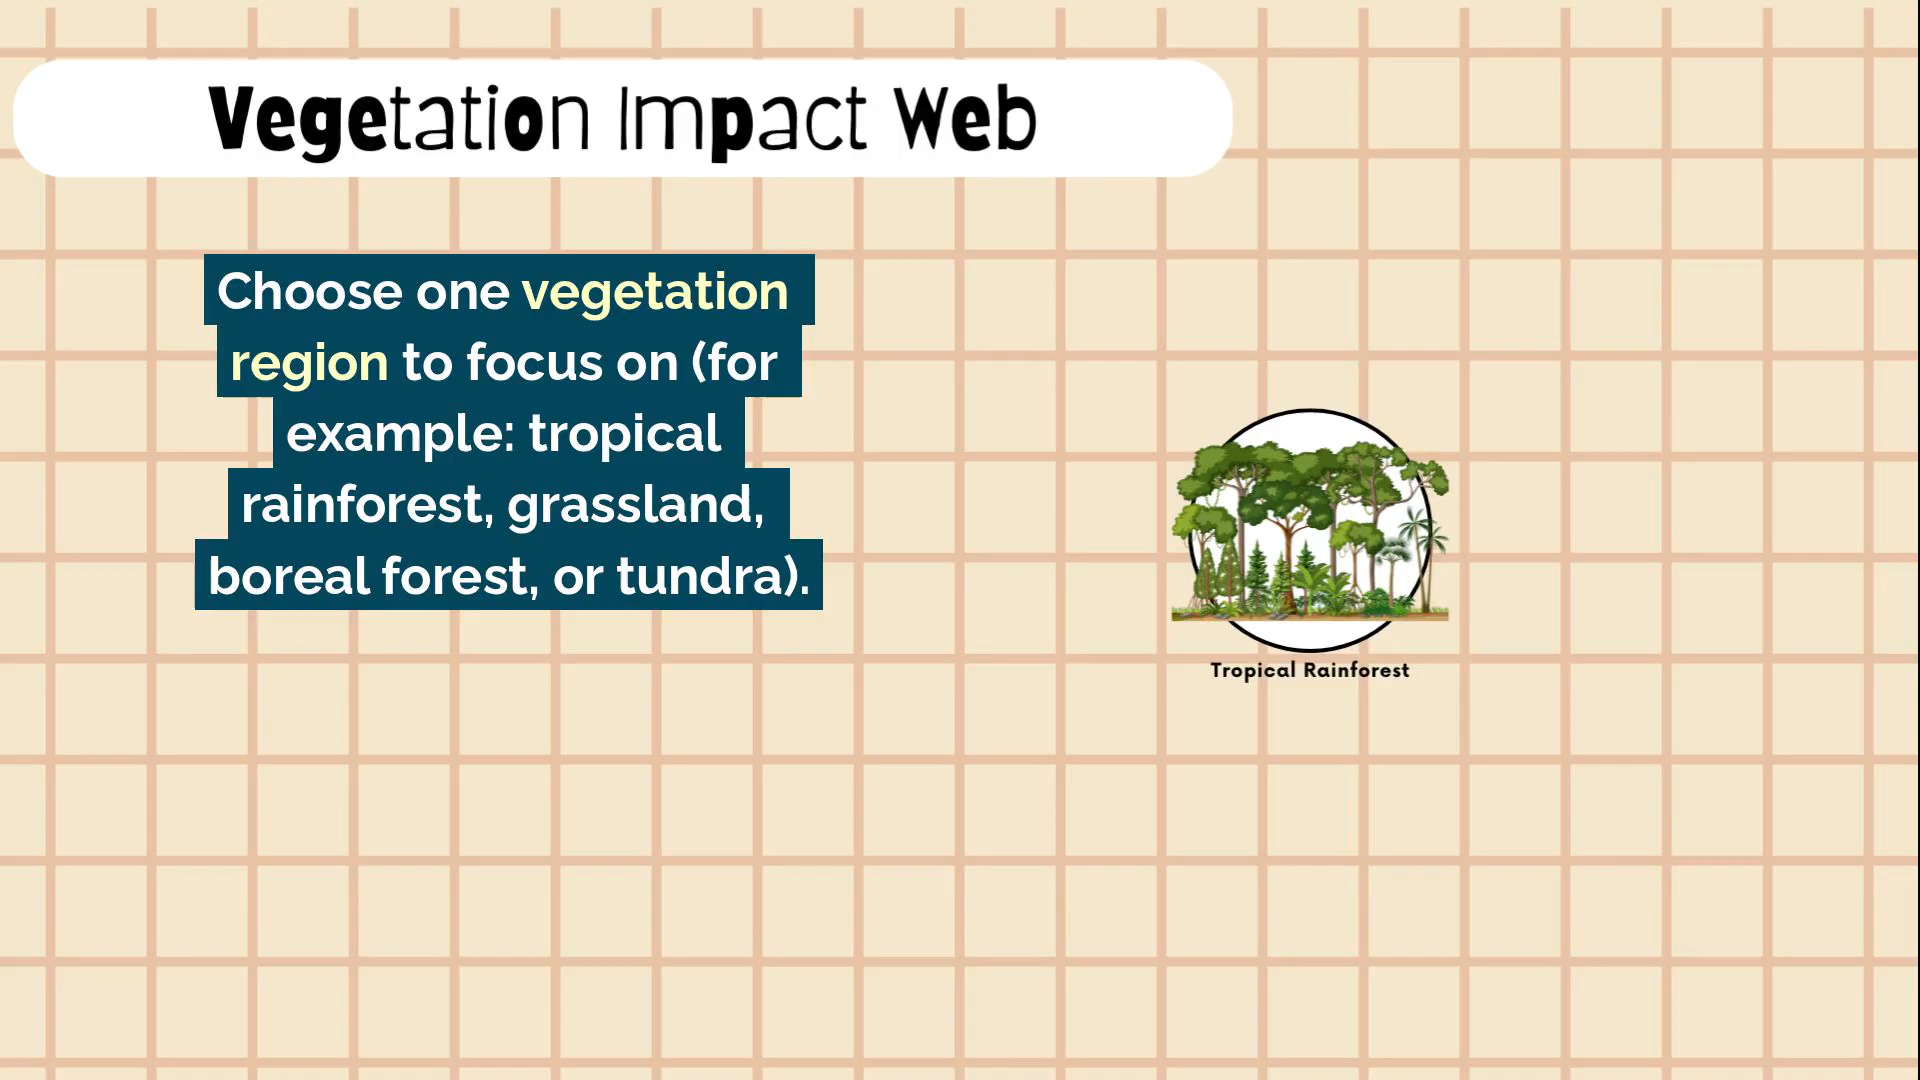 Vegetation Impact Web
Choose one vegetation
region to focus on (for
example: tropical
rainforest, grassland,
boreal forest, or tundra).
Tropical Rainforest